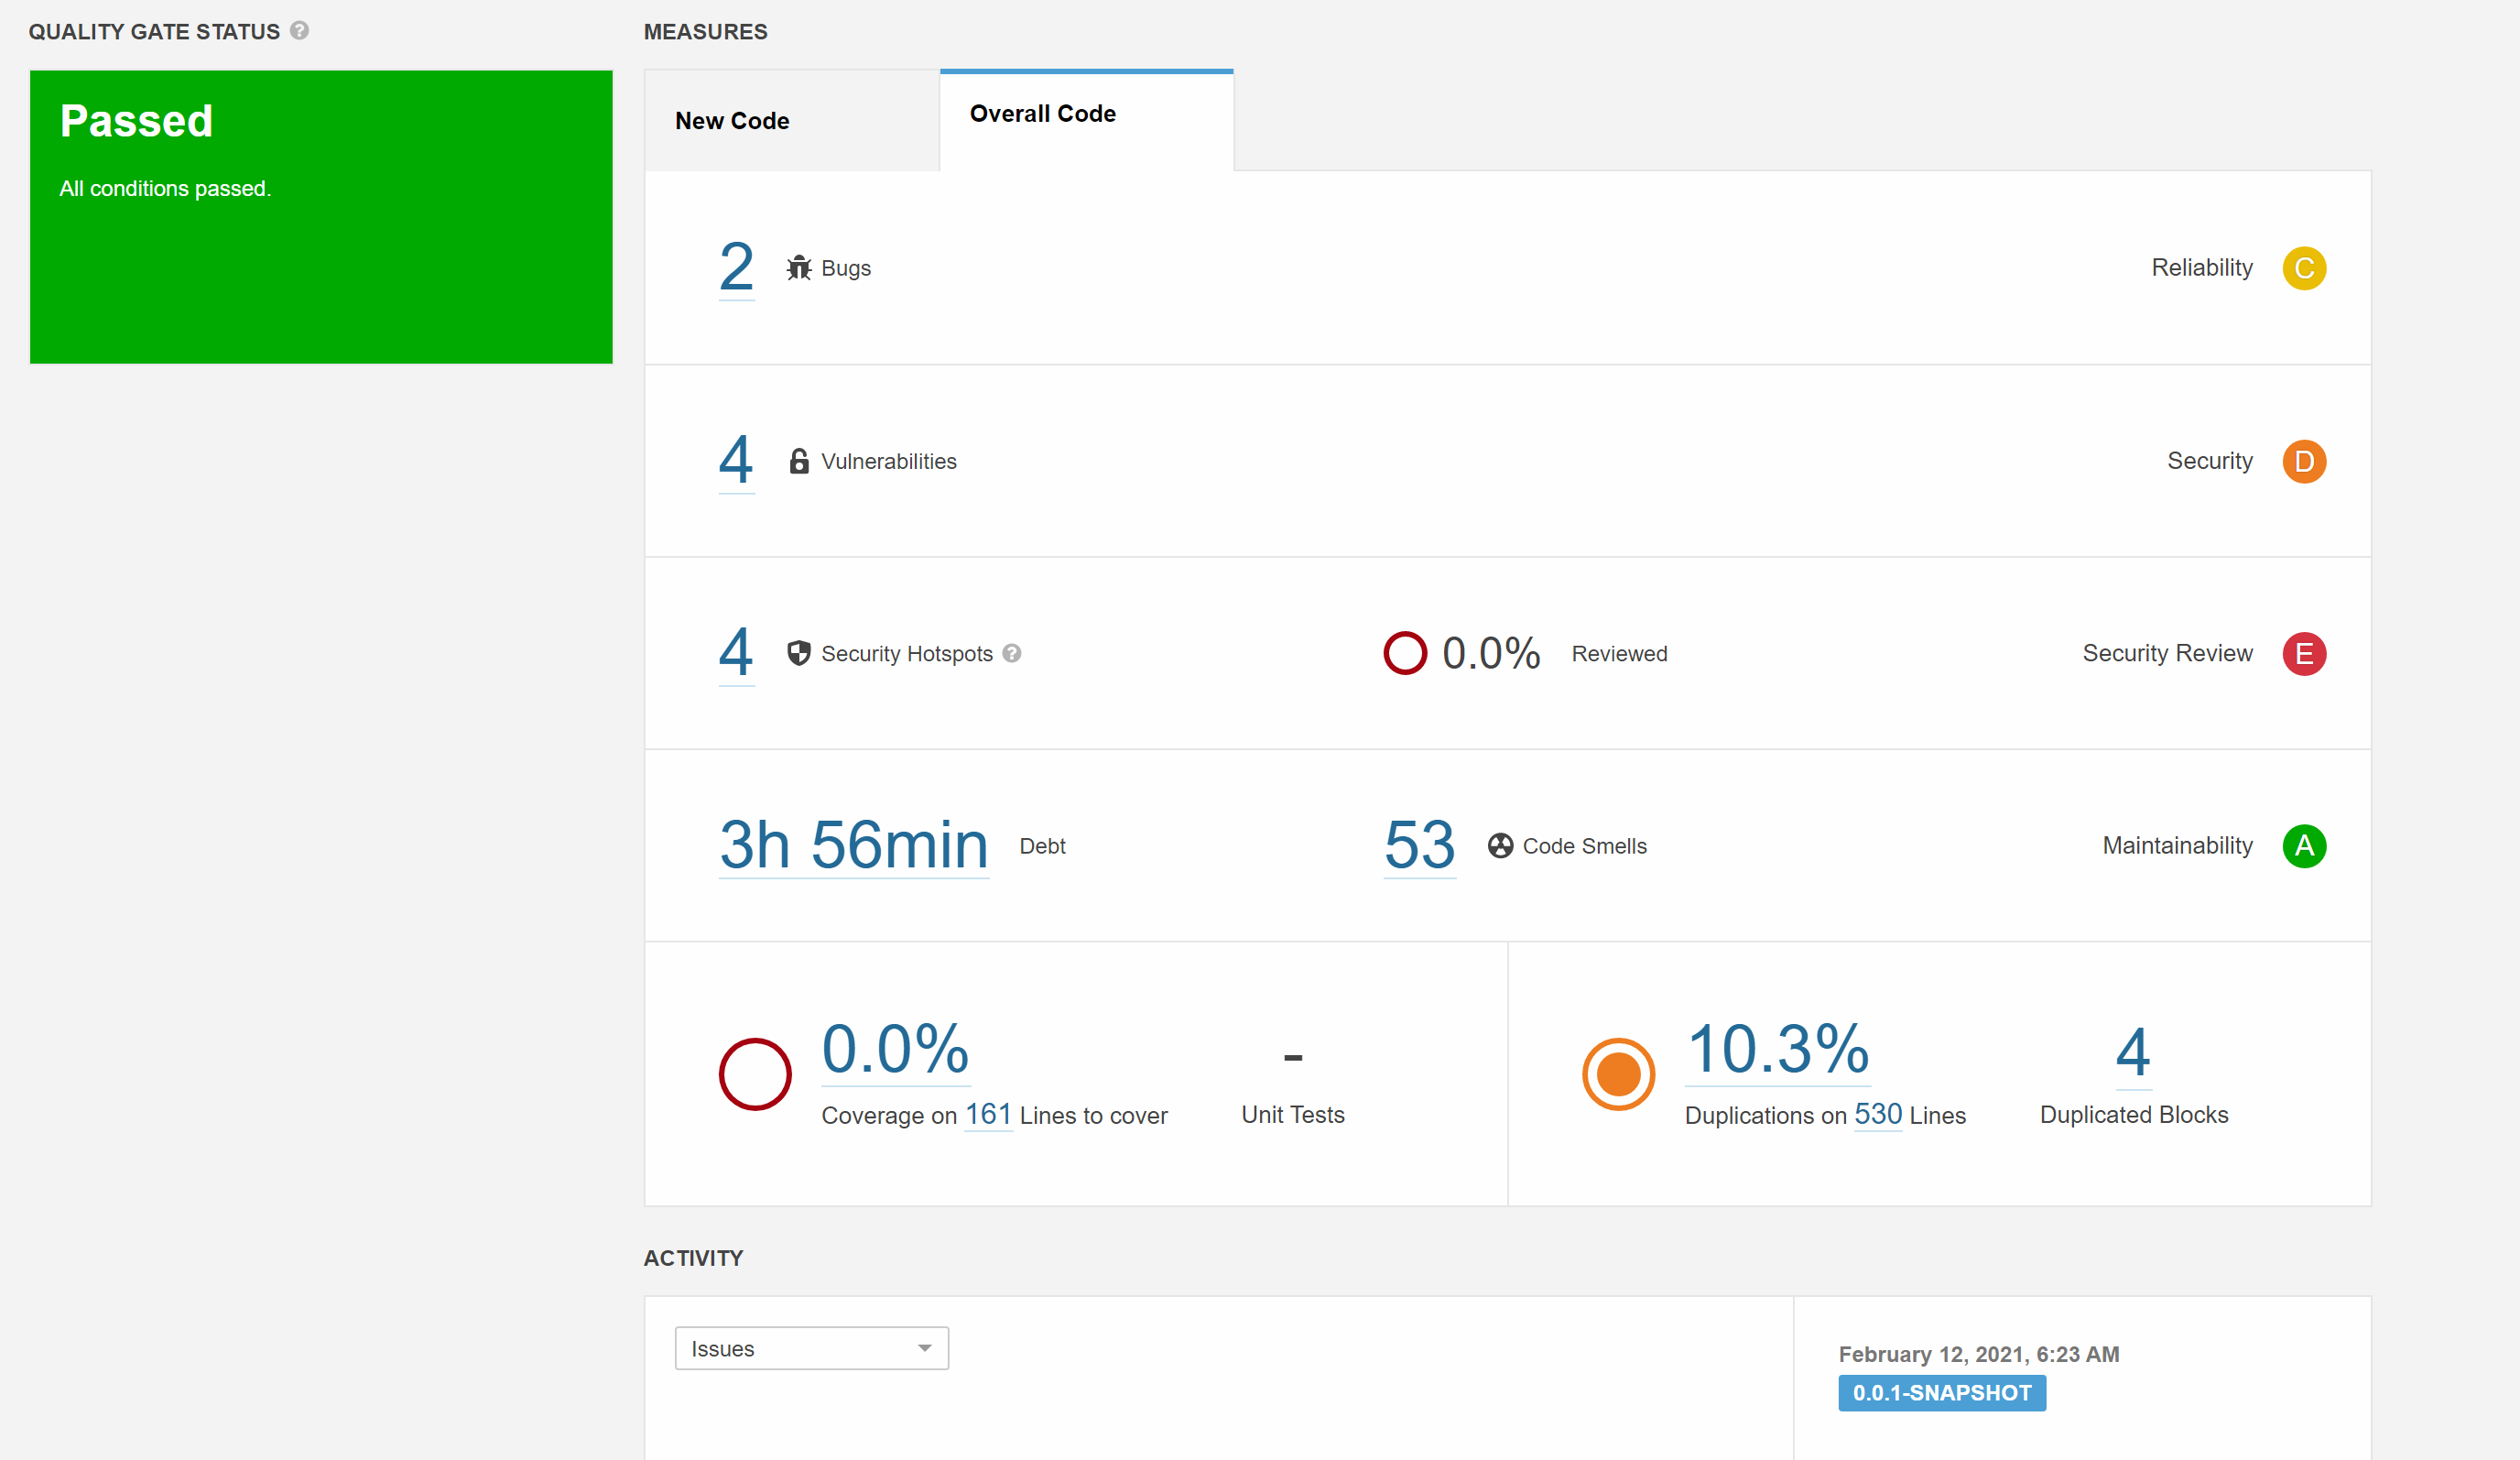 QUALITY GATE STATUS ?
Passed
All conditions passed.
MEASURES
New Code
Overall Code
2 Bugs Reliability C
4 Vulnerabilities Security D
4 Security Hotspots ? 0.0% Reviewed Security Review E
3h 56min Debt 53 Code Smells Maintainability A
0.0% - 10.3% 4
Coverage on 161 Lines to cover Unit Tests Duplications on 530 Lines Duplicated Blocks
ACTIVITY
Issues
February 12, 2021, 6:23 AM
0.0.1-SNAPSHOT